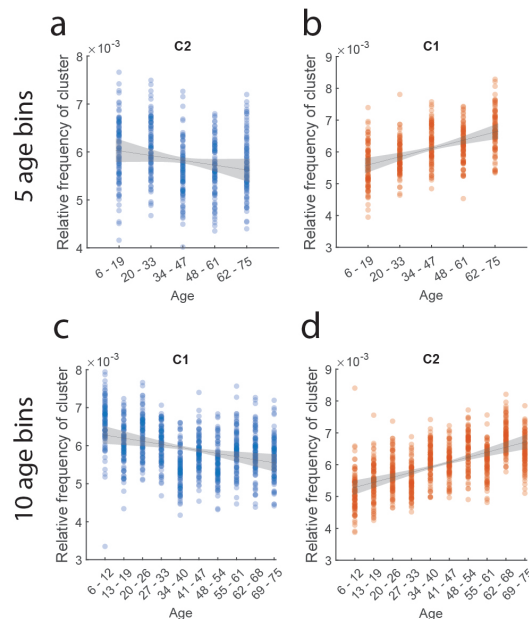 5 age bins
a
C2
×10⁻³
Relative frequency of cluster
8
7
6
5
4
6 - 19
20 - 33
34 - 47
48 - 61
62 - 75
Age
b
C1
×10⁻³
Relative frequency of cluster
9
8
7
6
5
4
3
6 - 19
20 - 33
34 - 47
48 - 61
62 - 75
Age
10 age bins
c
C1
×10⁻³
Relative frequency of cluster
8
7
6
5
4
3
6 - 12
13 - 19
20 - 26
27 - 33
34 - 40
41 - 47
48 - 54
55 - 61
62 - 68
69 - 75
Age
d
C2
×10⁻³
Relative frequency of cluster
9
8
7
6
5
4
3
6 - 12
13 - 19
20 - 26
27 - 33
34 - 40
41 - 47
48 - 54
55 - 61
62 - 68
69 - 75
Age